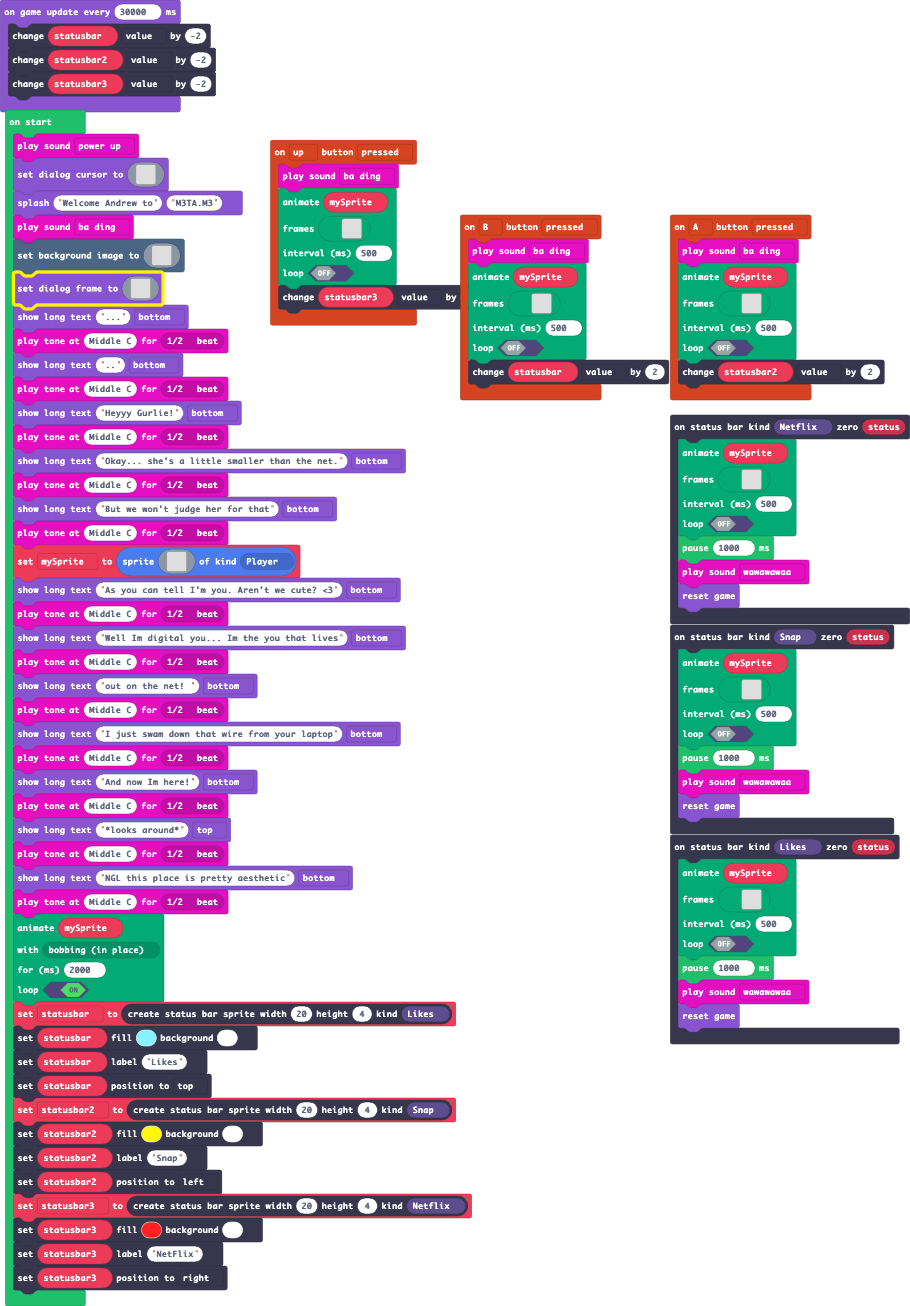 on game update every 30000 ms
change statusbar value by -2
change statusbar2 value by -2
change statusbar3 value by -2
on start
play sound power up
set dialog cursor to
splash "Welcome Andrew to" "M3TA.M3"
play sound ba ding
set background image to
set dialog frame to
show long text "..." bottom
play tone at Middle C for 1/2 beat
show long text ".." bottom
play tone at Middle C for 1/2 beat
show long text "Heyyy Gurlie!" bottom
play tone at Middle C for 1/2 beat
show long text "Okay... she's a little smaller than the net." bottom
play tone at Middle C for 1/2 beat
show long text "But we won't judge her for that" bottom
play tone at Middle C for 1/2 beat
set mySprite to sprite of kind Player
show long text "As you can tell I'm you. Aren't we cute? <3" bottom
play tone at Middle C for 1/2 beat
show long text "Well Im digital you... Im the you that lives" bottom
play tone at Middle C for 1/2 beat
show long text "out on the net! " bottom
play tone at Middle C for 1/2 beat
show long text "I just swam down that wire from your laptop" bottom
play tone at Middle C for 1/2 beat
show long text "And now Im here!" bottom
play tone at Middle C for 1/2 beat
show long text "*looks around*" top
play tone at Middle C for 1/2 beat
show long text "NGL this place is pretty aesthetic" bottom
play tone at Middle C for 1/2 beat
animate mySprite
with bobbing (in place)
for (ms) 2000
loop ON
set statusbar to create status bar sprite width 20 height 4 kind Likes
set statusbar fill background
set statusbar label "Likes"
set statusbar position to top
set statusbar2 to create status bar sprite width 20 height 4 kind Snap
set statusbar2 fill background
set statusbar2 label "Snap"
set statusbar2 position to left
set statusbar3 to create status bar sprite width 20 height 4 kind Netflix
set statusbar3 fill background
set statusbar3 label "NetFlix"
set statusbar3 position to right
on up button pressed
play sound ba ding
animate mySprite
frames
interval (ms) 500
loop OFF
change statusbar3 value by
on B button pressed
play sound ba ding
animate mySprite
frames
interval (ms) 500
loop OFF
change statusbar value by 2
on A button pressed
play sound ba ding
animate mySprite
frames
interval (ms) 500
loop OFF
change statusbar2 value by 2
on status bar kind Netflix zero status
animate mySprite
frames
interval (ms) 500
loop OFF
pause 1000 ms
play sound wawawawaa
reset game
on status bar kind Snap zero status
animate mySprite
frames
interval (ms) 500
loop OFF
pause 1000 ms
play sound wawawawaa
reset game
on status bar kind Likes zero status
animate mySprite
frames
interval (ms) 500
loop OFF
pause 1000 ms
play sound wawawawaa
reset game